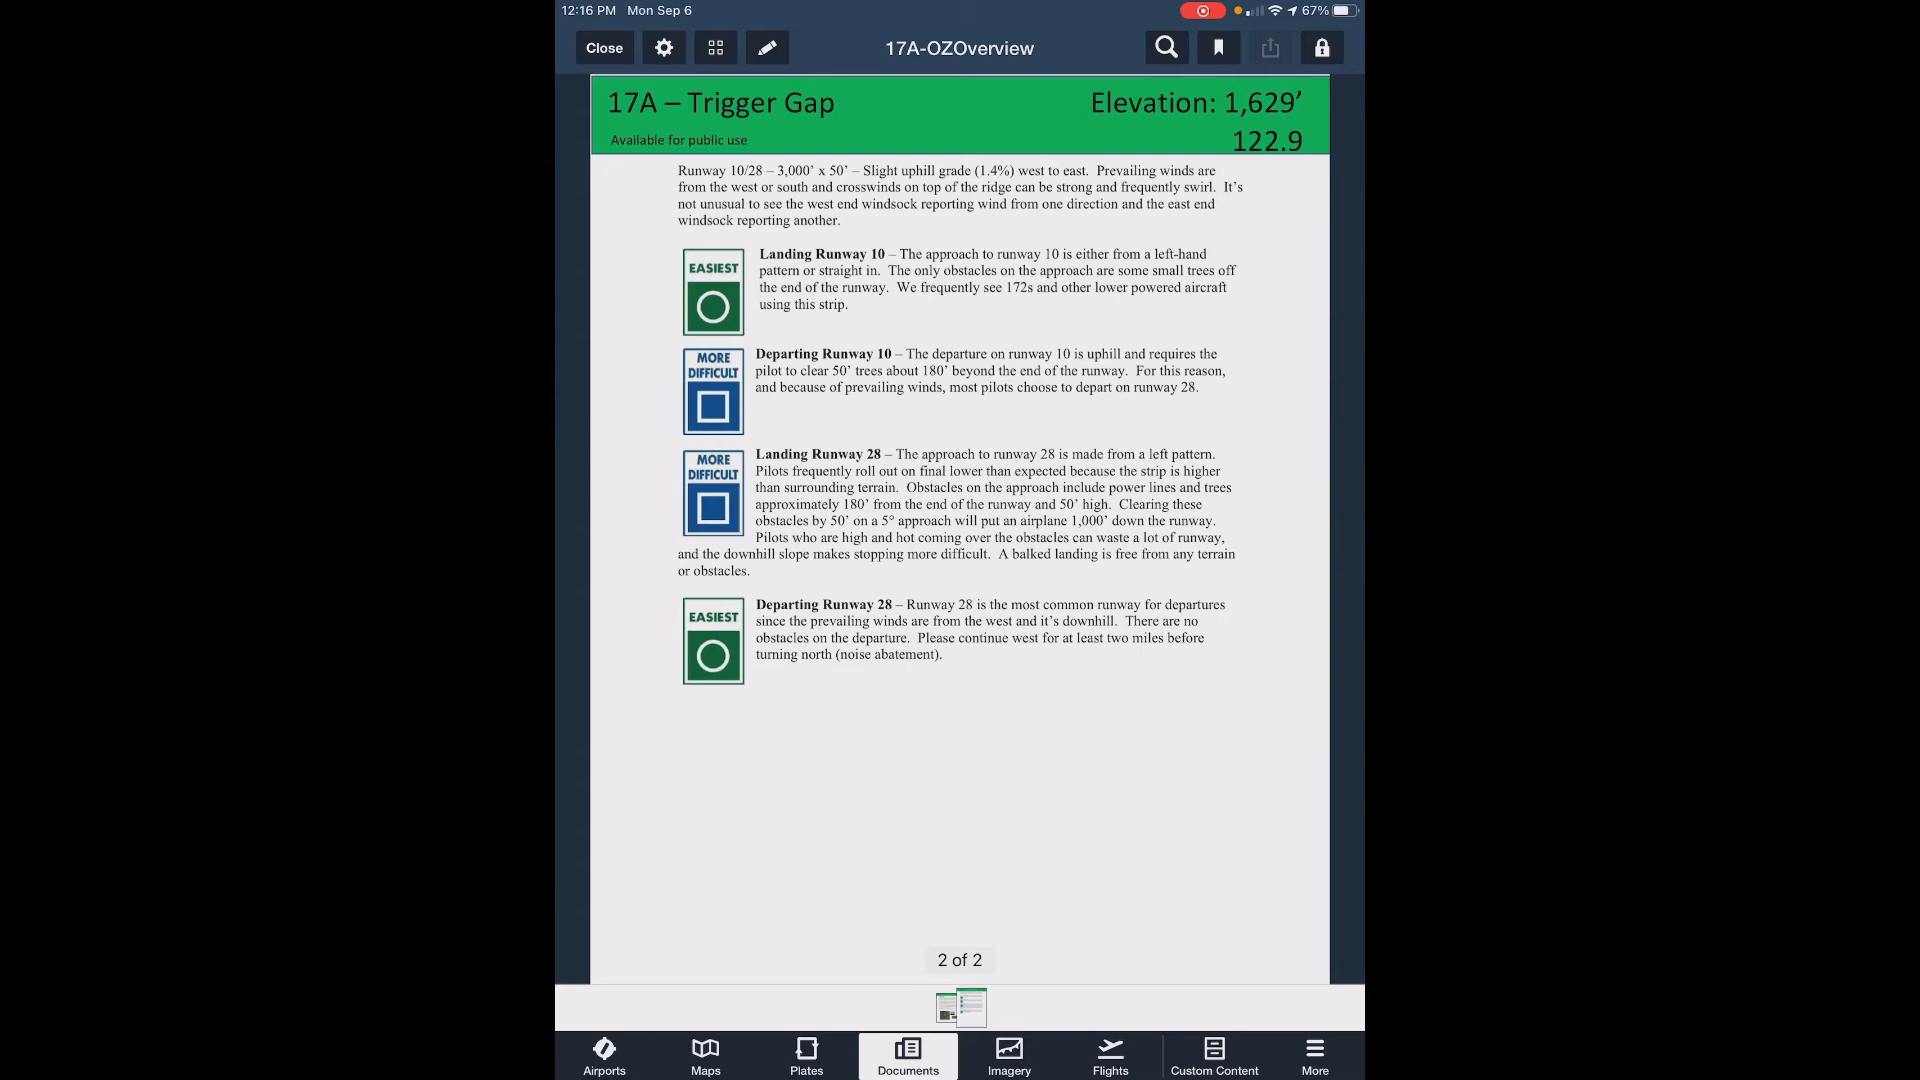 12:16 PM Mon Sep 6
67%
Close
17A-OZOverview
17A – Trigger Gap
Elevation: 1,629’
Available for public use
122.9
Runway 10/28 – 3,000’ x 50’ – Slight uphill grade (1.4%) west to east. Prevailing winds are
from the west or south and crosswinds on top of the ridge can be strong and frequently swirl. It’s
not unusual to see the west end windsock reporting wind from one direction and the east end
windsock reporting another.
EASIEST
Landing Runway 10 – The approach to runway 10 is either from a left-hand
pattern or straight in. The only obstacles on the approach are some small trees off
the end of the runway. We frequently see 172s and other lower powered aircraft
using this strip.
MORE
DIFFICULT
Departing Runway 10 – The departure on runway 10 is uphill and requires the
pilot to clear 50’ trees about 180’ beyond the end of the runway. For this reason,
and because of prevailing winds, most pilots choose to depart on runway 28.
MORE
DIFFICULT
Landing Runway 28 – The approach to runway 28 is made from a left pattern.
Pilots frequently roll out on final lower than expected because the strip is higher
than surrounding terrain. Obstacles on the approach include power lines and trees
approximately 180’ from the end of the runway and 50’ high. Clearing these
obstacles by 50’ on a 5° approach will put an airplane 1,000’ down the runway.
Pilots who are high and hot coming over the obstacles can waste a lot of runway,
and the downhill slope makes stopping more difficult. A balked landing is free from any terrain
or obstacles.
EASIEST
Departing Runway 28 – Runway 28 is the most common runway for departures
since the prevailing winds are from the west and it’s downhill. There are no
obstacles on the departure. Please continue west for at least two miles before
turning north (noise abatement).
2 of 2
Airports
Maps
Plates
Documents
Imagery
Flights
Custom Content
More